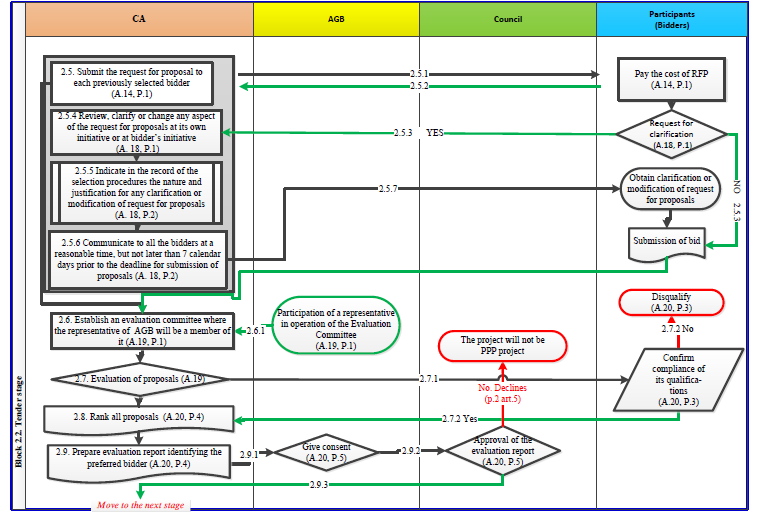 CA
AGB
Council
Participants
(Bidders)
2.5. Submit the request for proposal to
each previously selected bidder
(A.14, P.1)
2.5.1
2.5.2
Pay the cost of RFP
(A.14, P.1)
2.5.4 Review, clarify or change any aspect
of the request for proposals at its own
initiative or at bidder's initiative
(A. 18, P.1)
2.5.3 YES
Request for
clarification
(A.18, P.1)
NO 2.5.3
2.5.5 Indicate in the record of the
selection procedures the nature and
justification for any clarification or
modification of request for proposals
(A. 18, P.2)
2.5.7
Obtain clarification or
modification of request
for proposals
2.5.6 Communicate to all the bidders at a
reasonable time, but not later than 7 calendar
days prior to the deadline for submission of
proposals (A. 18, P.2)
Submission of bid
2.6. Establish an evaluation committee where
the representative of AGB will be a member of
it (A.19, P.1)
2.6.1
Participation of a representative
in operation of the Evaluation
Committee
(A.19, P.1)
The project will not be
PPP project
Disqualify
(A.20, P.3)
2.7.2 No
2.7. Evaluation of proposals (A.19)
2.7.1
No. Declines
(p.2 art.5)
Confirm
compliance of
its qualifica-
tions
(A.20, P.3)
2.8. Rank all proposals (A.20, P.4)
2.7.2 Yes
2.9. Prepare evaluation report identifying the
preferred bidder (A.20, P.4)
2.9.1
Give consent
(A.20, P.5)
2.9.2
Approval of the
evaluation report
(A.20, P.5)
2.9.3
Move to the next stage
Block 2.2. Tender stage